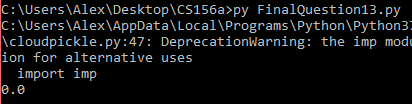 C:\Users\Alex\Desktop\CS156a>py FinalQuestion13.py
C:\Users\Alex\AppData\Local\Programs\Python\Python37
\cloudpickle.py:47: DeprecationWarning: the imp modu
ion for alternative uses
  import imp
0.0